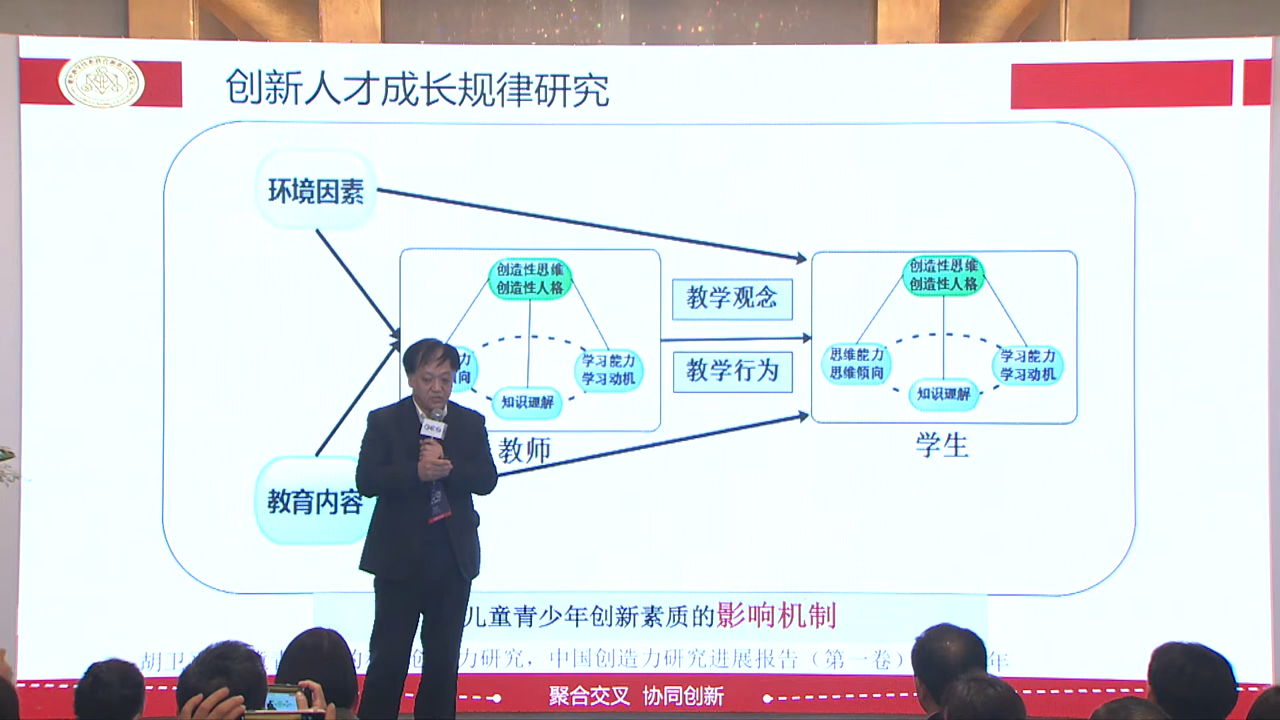 创新人才成长规律研究
环境因素
创造性思维
创造性人格
学习能力
学习动机
知识理解
教师
教学观念
教学行为
创造性思维
创造性人格
思维能力
思维倾向
学习能力
学习动机
知识理解
学生
教育内容
儿童青少年创新素质的影响机制
胡卫
力研究，中国创造力研究进展报告（第一卷）
年
聚合交叉 协同创新